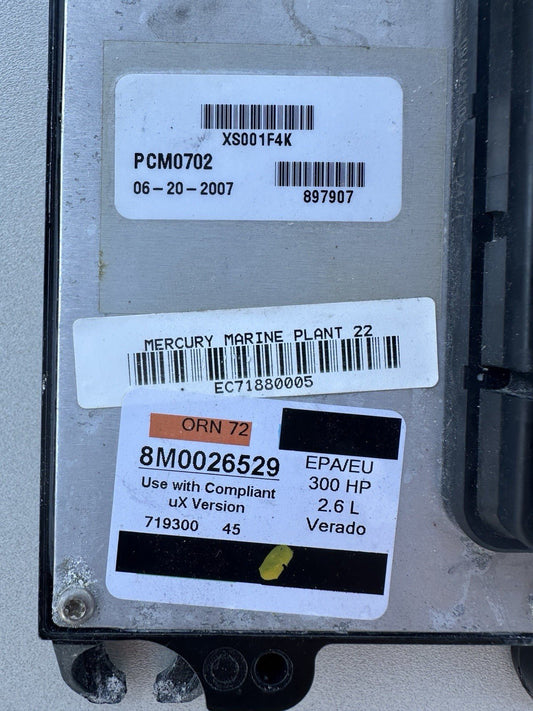 XS001F4K
PCM0702
06-20-2007
897907
MERCURY MARINE PLANT 22
EC71880005
ORN 72
8M0026529
Use with Compliant
uX Version
719300 45
EPA/EU
300 HP
2.6 L
Verado